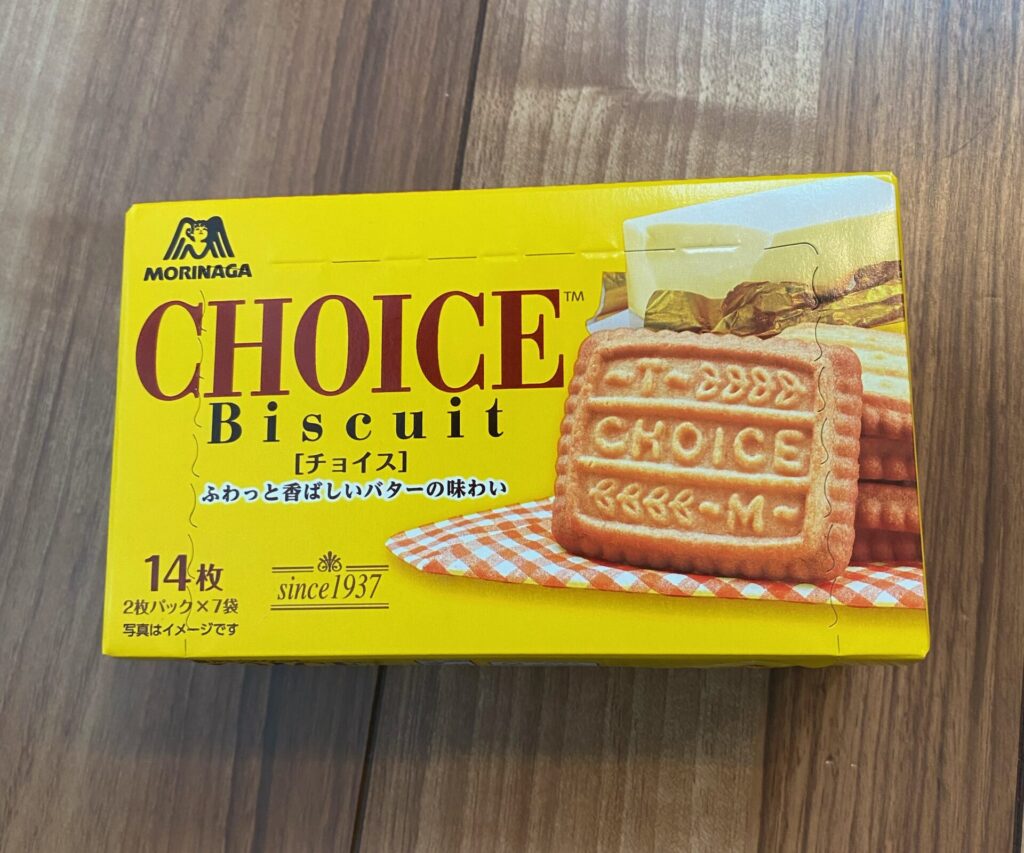 MORINAGA
CHOICE™
Biscuit
[チョイス]
ふわっと香ばしいバターの味わい
14枚
2枚パック×7袋
写真はイメージです
since1937
~T~
CHOICE
~M~